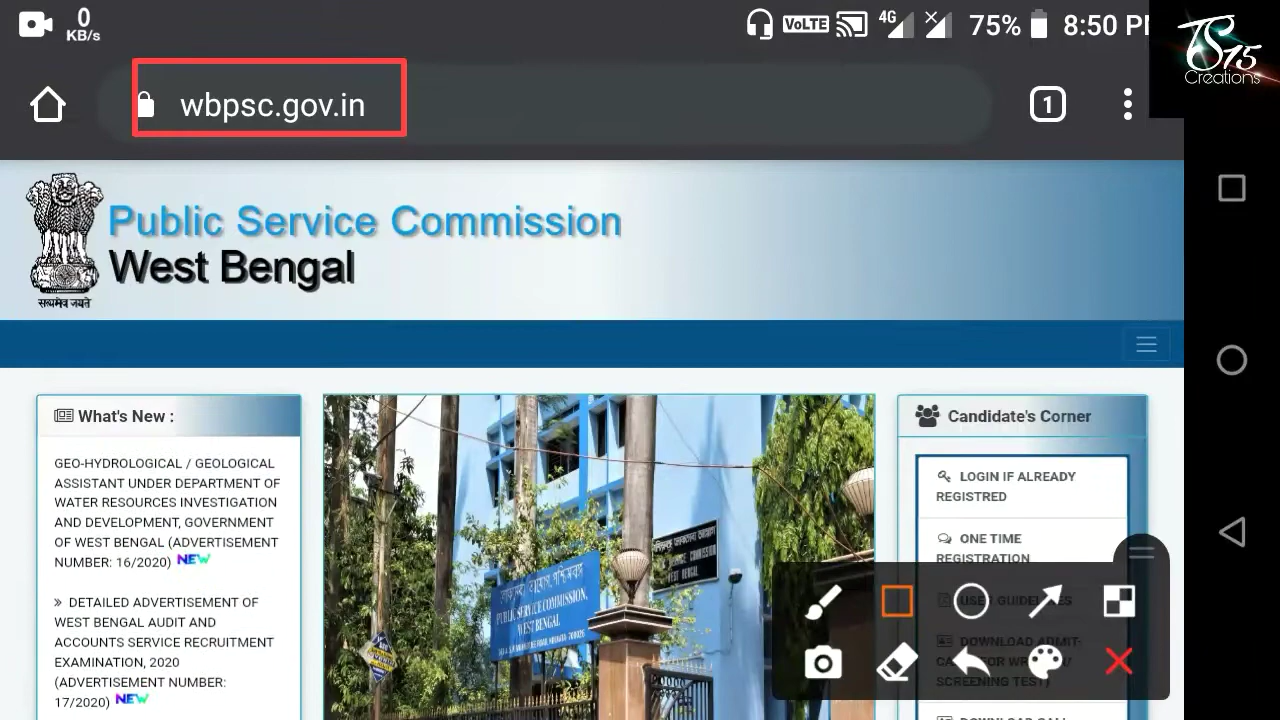 0
KB/s
VoLTE
4G
75%
8:50
TS15
Creations
wbpsc.gov.in
1
Public Service Commission
West Bengal
सत्यमेव जयते
What's New :
GEO-HYDROLOGICAL / GEOLOGICAL
ASSISTANT UNDER DEPARTMENT OF
WATER RESOURCES INVESTIGATION
AND DEVELOPMENT, GOVERNMENT
OF WEST BENGAL (ADVERTISEMENT
NUMBER: 16/2020) NEW
» DETAILED ADVERTISEMENT OF
WEST BENGAL AUDIT AND
ACCOUNTS SERVICE RECRUITMENT
EXAMINATION, 2020
(ADVERTISEMENT NUMBER:
17/2020) NEW
PUBLIC SERVICE COMMISSION,
WEST BENGAL
Candidate's Corner
LOGIN IF ALREADY
REGISTRED
ONE TIME
REGISTRATION
DOWNLOAD ADMIT
SCREENING TEST)